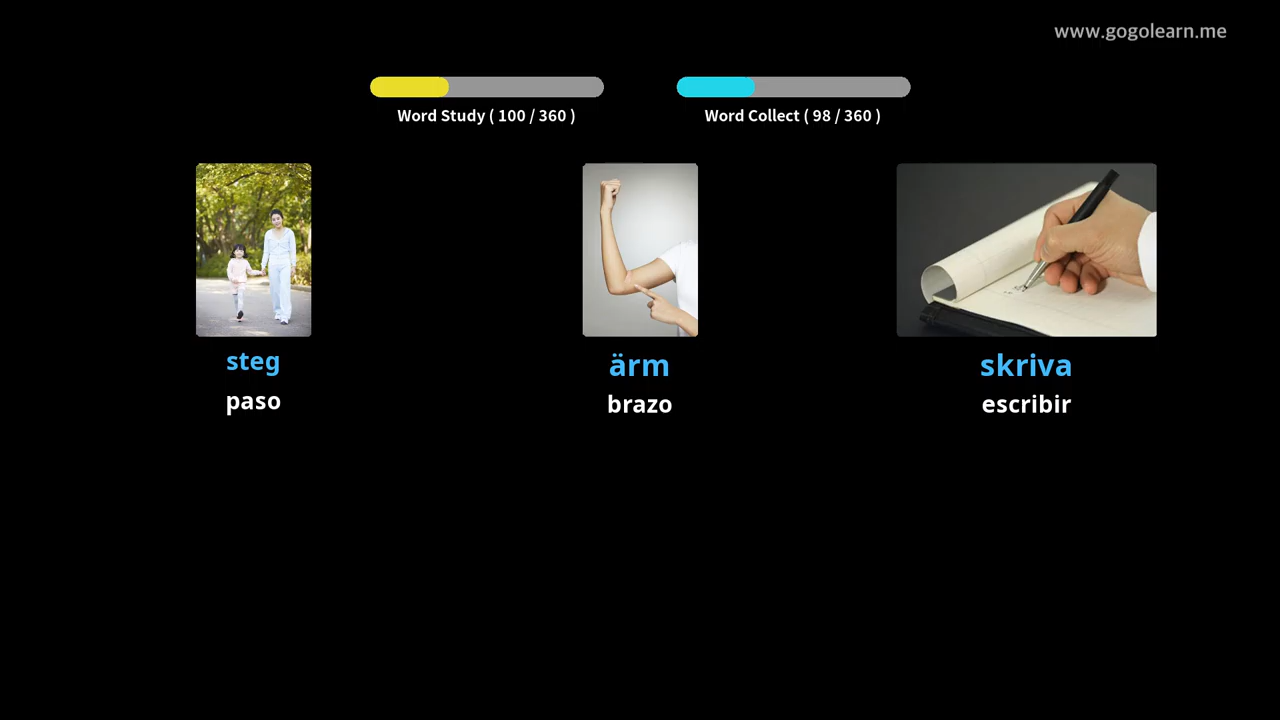 www.gogolearn.me
Word Study ( 100 / 360 )
Word Collect ( 98 / 360 )
steg
ärm
skriva
paso
brazo
escribir